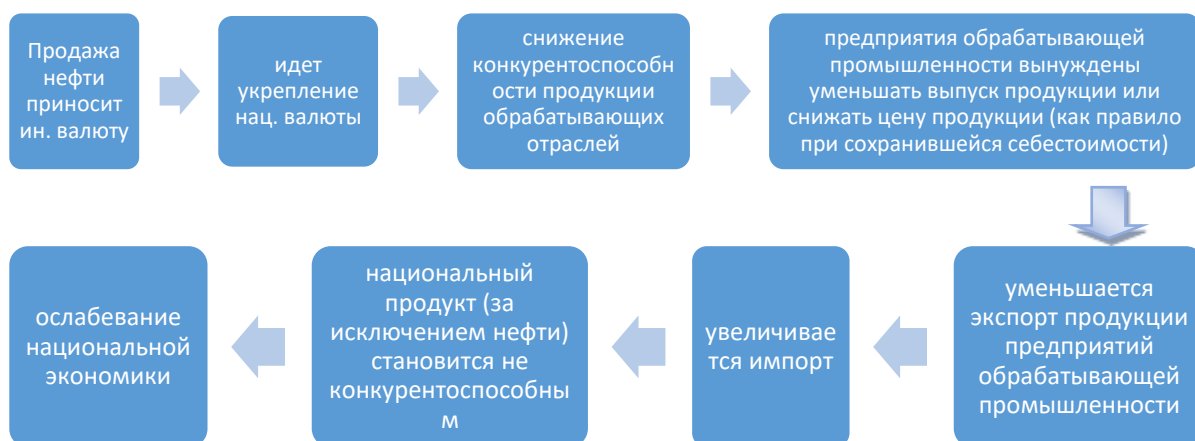 Продажа
нефти
приносит
ин. валюту
идет
укрепление
нац. валюты
снижение
конкурентоспособн
ости продукции
обрабатывающих
отраслей
предприятия обрабатывающей
промышленности вынуждены
уменьшать выпуск продукции или
снижать цену продукции (как правило
при сохранившейся себестоимости)
уменьшается
экспорт продукции
предприятий
обрабатывающей
промышленности
увеличивае
тся импорт
национальный
продукт (за
исключением нефти)
становится не
конкурентоспособны
м
ослабевание
национальной
экономики